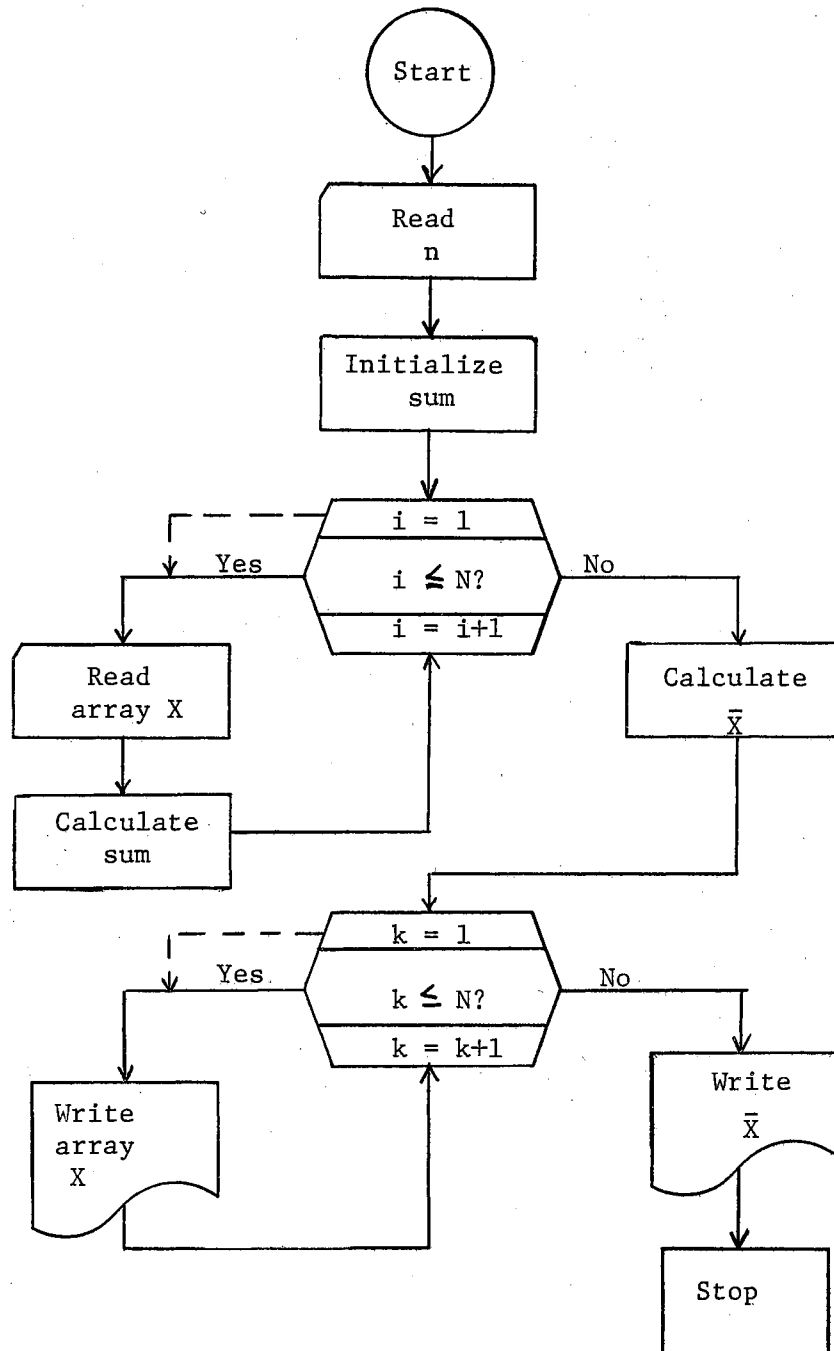 Start
Read
n
Initialize
sum
i = 1
Yes
i ≦ N?
No
i = i+1
Read
array X
Calculate
X̄
Calculate
sum
k = 1
Yes
k ≤ N?
No
k = k+1
Write
array
X
Write
X̄
Stop